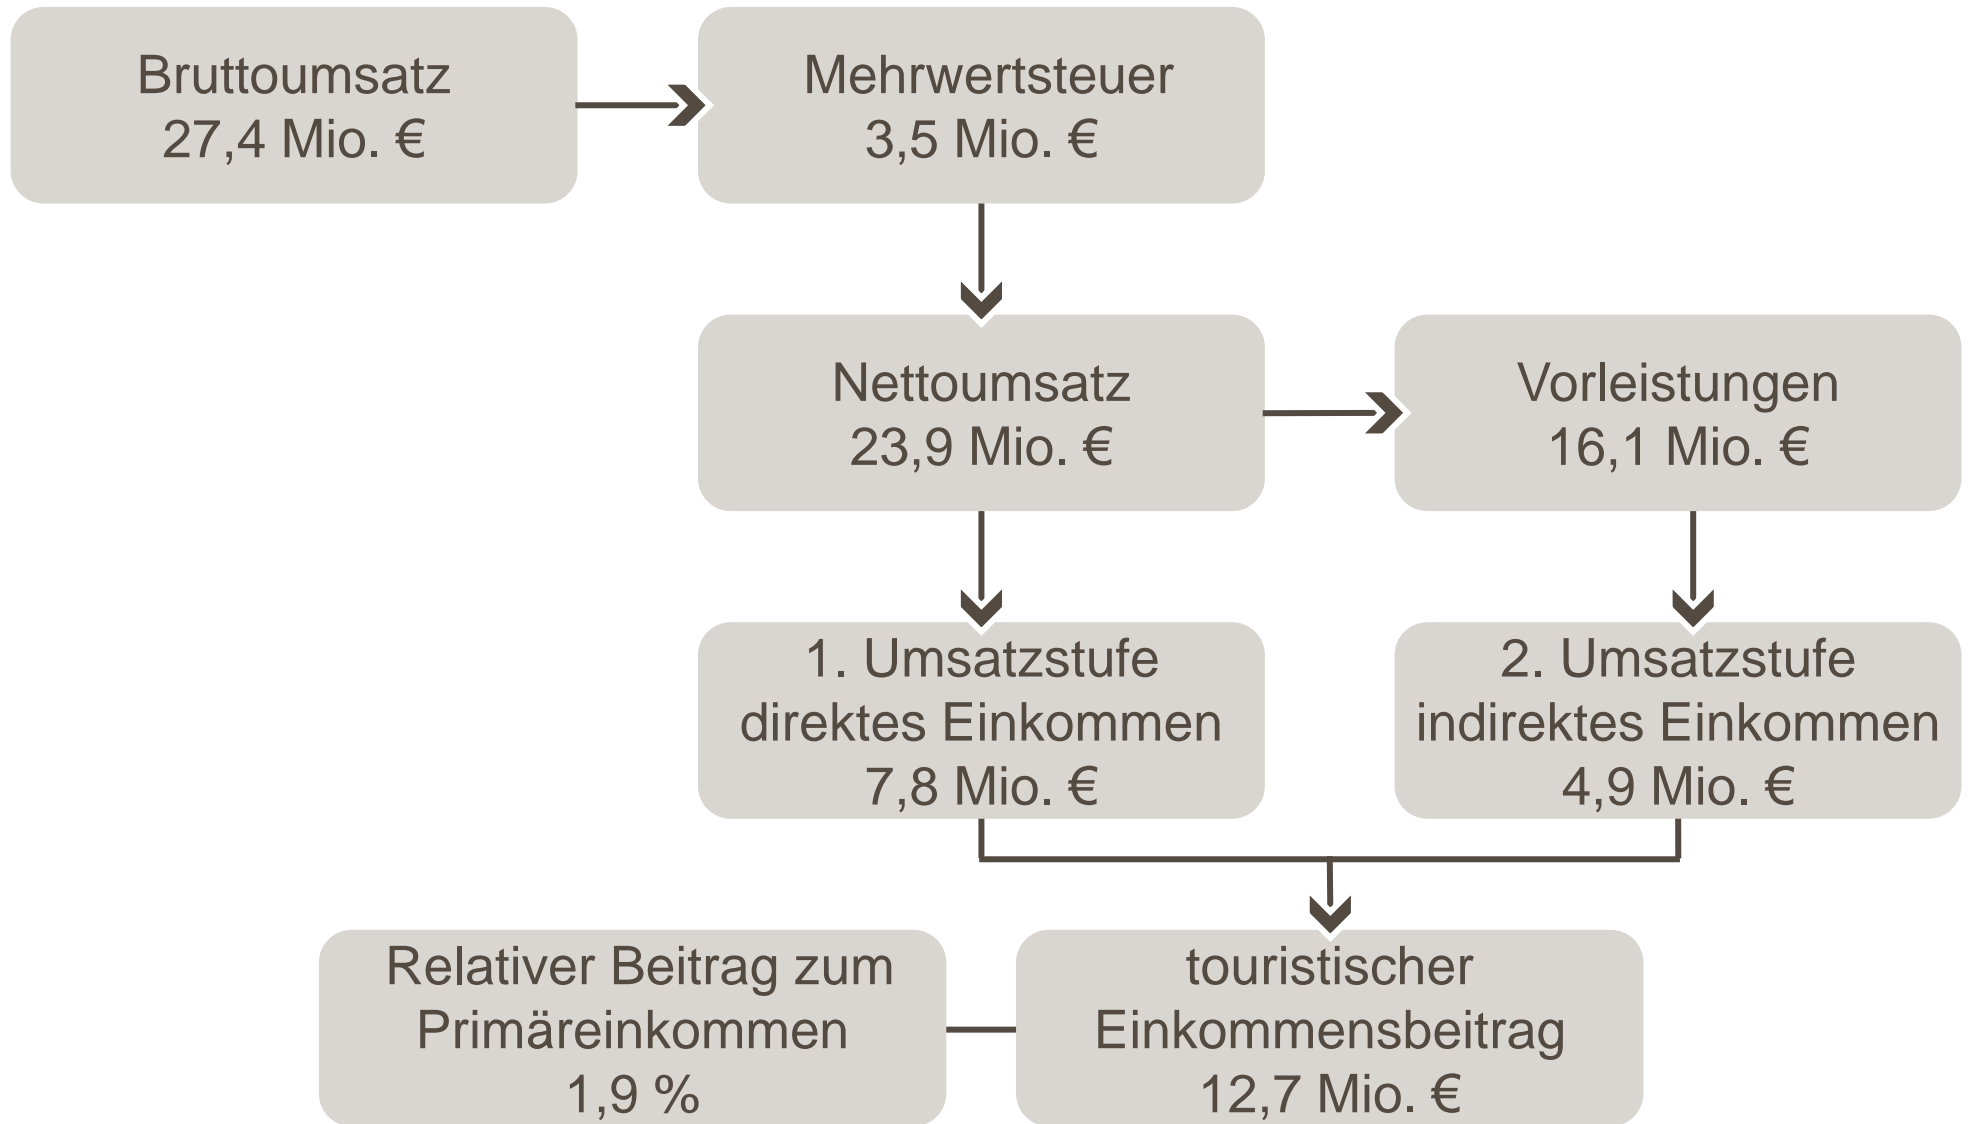 Bruttoumsatz
27,4 Mio. €
Mehrwertsteuer
3,5 Mio. €
Nettoumsatz
23,9 Mio. €
Vorleistungen
16,1 Mio. €
1. Umsatzstufe
direktes Einkommen
7,8 Mio. €
2. Umsatzstufe
indirektes Einkommen
4,9 Mio. €
Relativer Beitrag zum
Primäreinkommen
1,9 %
touristischer
Einkommensbeitrag
12,7 Mio. €